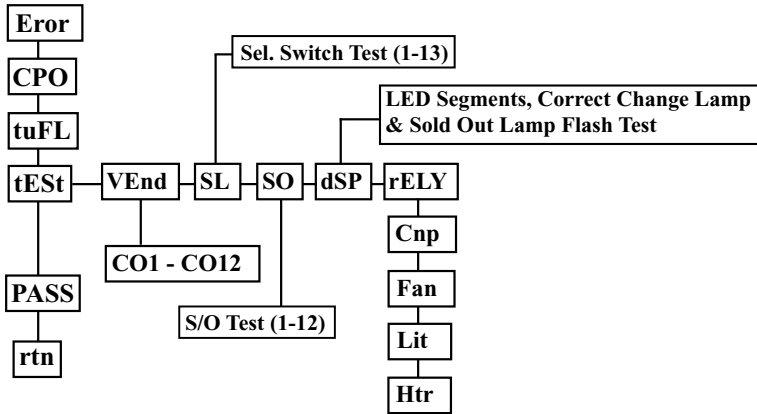 Eror
Sel. Switch Test (1-13)
CPO
LED Segments, Correct Change Lamp
& Sold Out Lamp Flash Test
tuFL
tESt
VEnd
SL
SO
dSP
rELY
Cnp
CO1 - CO12
Fan
PASS
S/O Test (1-12)
Lit
rtn
Htr